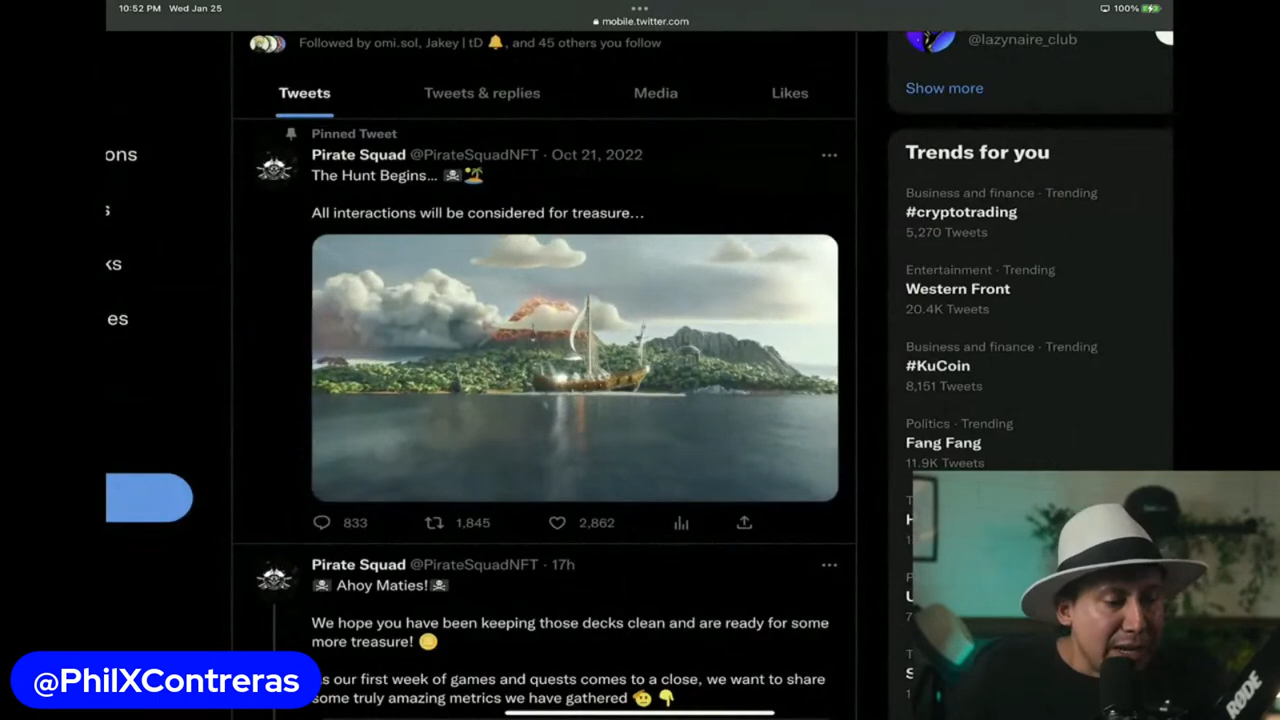 10:52 PM Wed Jan 25
100%
mobile.twitter.com
Followed by omi.sol, Jakey | tD 🔔, and 45 others you follow
@lazynaire_club
Show more
Tweets
Tweets & replies
Media
Likes
ons
s
ks
es
Pinned Tweet
Pirate Squad @PirateSquadNFT · Oct 21, 2022
The Hunt Begins... ☠️🏝️
All interactions will be considered for treasure…
833
1,845
2,862
Pirate Squad @PirateSquadNFT · 17h
☠️ Ahoy Maties!☠️
We hope you have been keeping those decks clean and are ready for some
more treasure! 🪙
s our first week of games and quests comes to a close, we want to share
some truly amazing metrics we have gathered 🫡 👇
Trends for you
Business and finance · Trending
#cryptotrading
5,270 Tweets
Entertainment · Trending
Western Front
20.4K Tweets
Business and finance · Trending
#KuCoin
8,151 Tweets
Politics · Trending
Fang Fang
11.9K Tweets
@PhilXContreras
RØDE